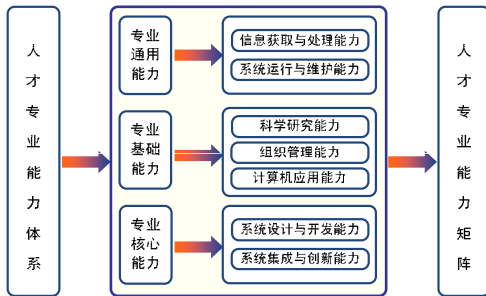 人才专业能力体系
专业
通用
能力
信息获取与处理能力
系统运行与维护能力
专业
基础
能力
科学研究能力
组织管理能力
计算机应用能力
专业
核心
能力
系统设计与开发能力
系统集成与创新能力
人才专业能力矩阵